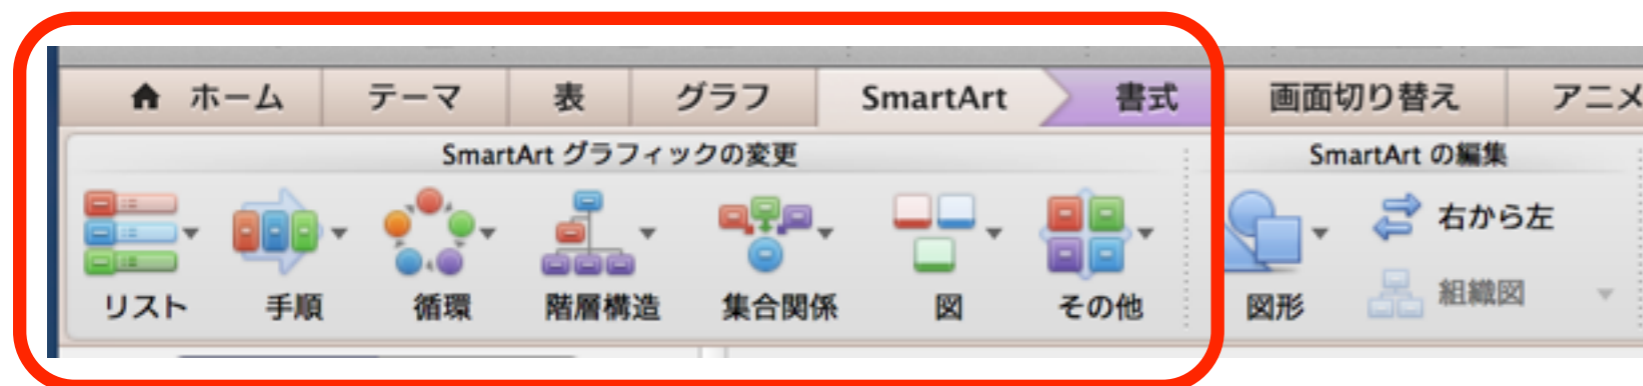 ホーム テーマ 表 グラフ SmartArt 書式 画面切り替え アニメ
SmartArt グラフィックの変更 SmartArt の編集
右から左
組織図
リスト 手順 循環 階層構造 集合関係 図 その他 図形